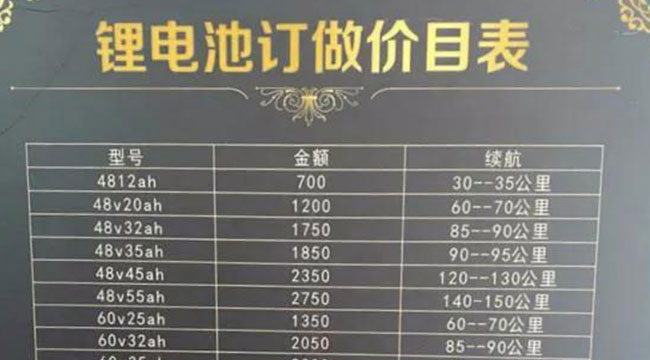 锂电池订做价目表
型号 金额 续航
4812ah 700 30--35公里
48v20ah 1200 60--70公里
48v32ah 1750 85--90公里
48v35ah 1850 90--95公里
48v45ah 2350 120--130公里
48v55ah 2750 140-150公里
60v25ah 1350 60--70公里
60v32ah 2050 85--90公里